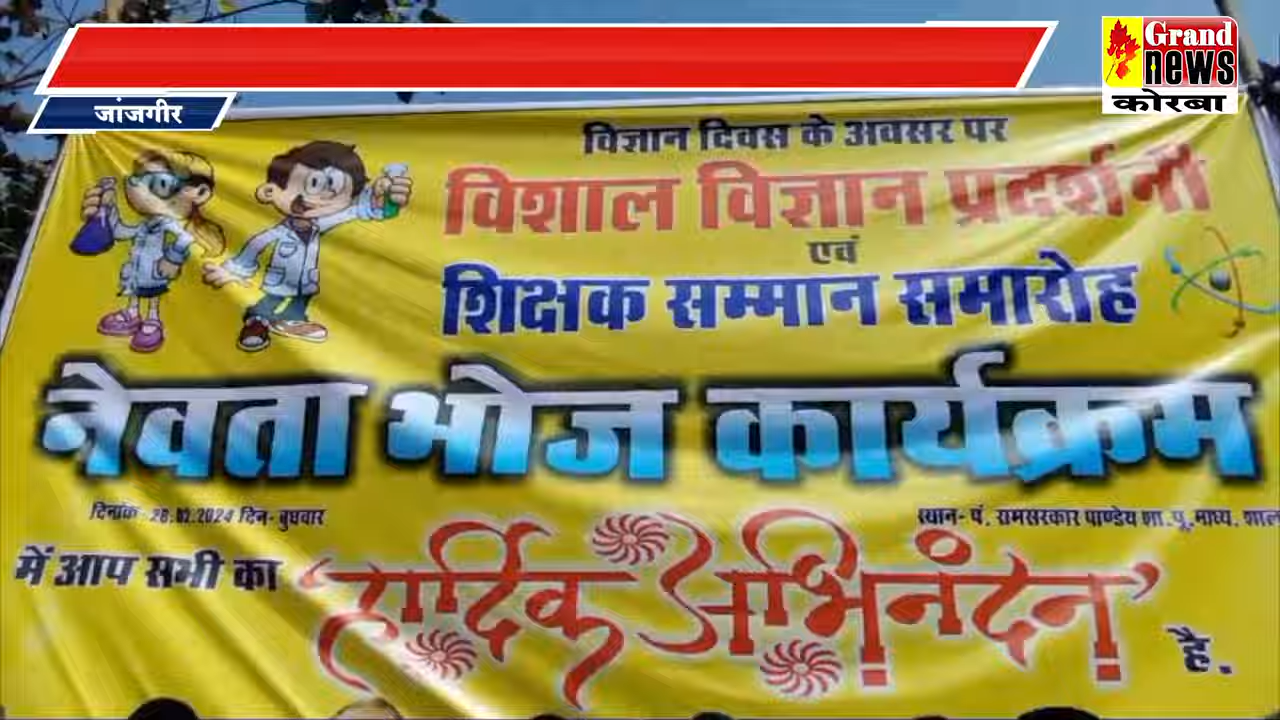 Grand
news
कोरबा
जांजगीर
विज्ञान दिवस के अवसर पर
विशाल विज्ञान प्रदर्शनी
एवं
शिक्षक सम्मान समारोह
नेवता भोज कार्यक्रम
दिनांक- 28.02.2024 दिन- बुधवार
स्थान- पं. रामसरकार पाण्डेय शा. पू. माध्य. शाल
में आप सभी का
हार्दिक अभिनंदन
है.